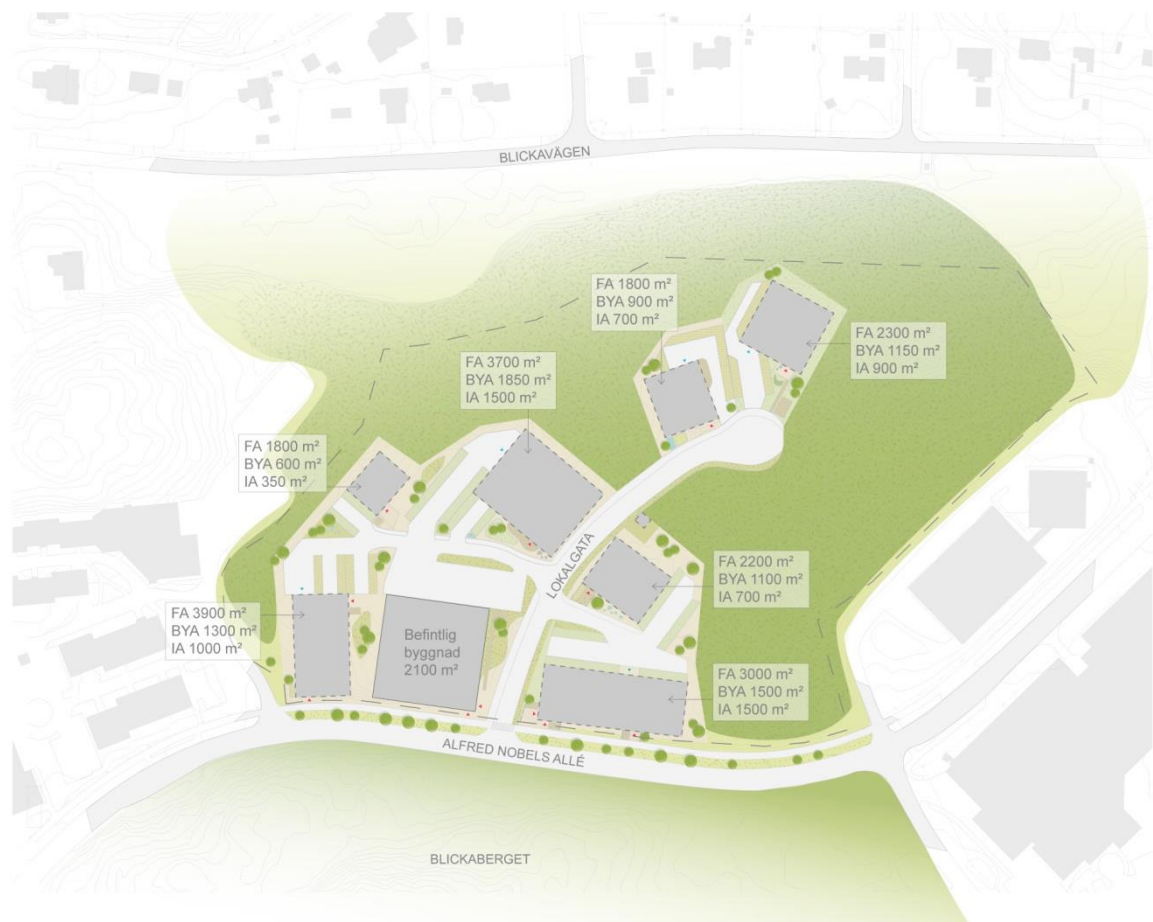 BLICKAVÄGEN
FA 1800 m²
BYA 900 m²
IA 700 m²
FA 2300 m²
BYA 1150 m²
IA 900 m²
FA 3700 m²
BYA 1850 m²
IA 1500 m²
FA 1800 m²
BYA 600 m²
IA 350 m²
LOKALGATA
FA 2200 m²
BYA 1100 m²
IA 700 m²
FA 3900 m²
BYA 1300 m²
IA 1000 m²
Befintlig
byggnad
2100 m²
FA 3000 m²
BYA 1500 m²
IA 1500 m²
ALFRED NOBELS ALLÉ
BLICKABERGET